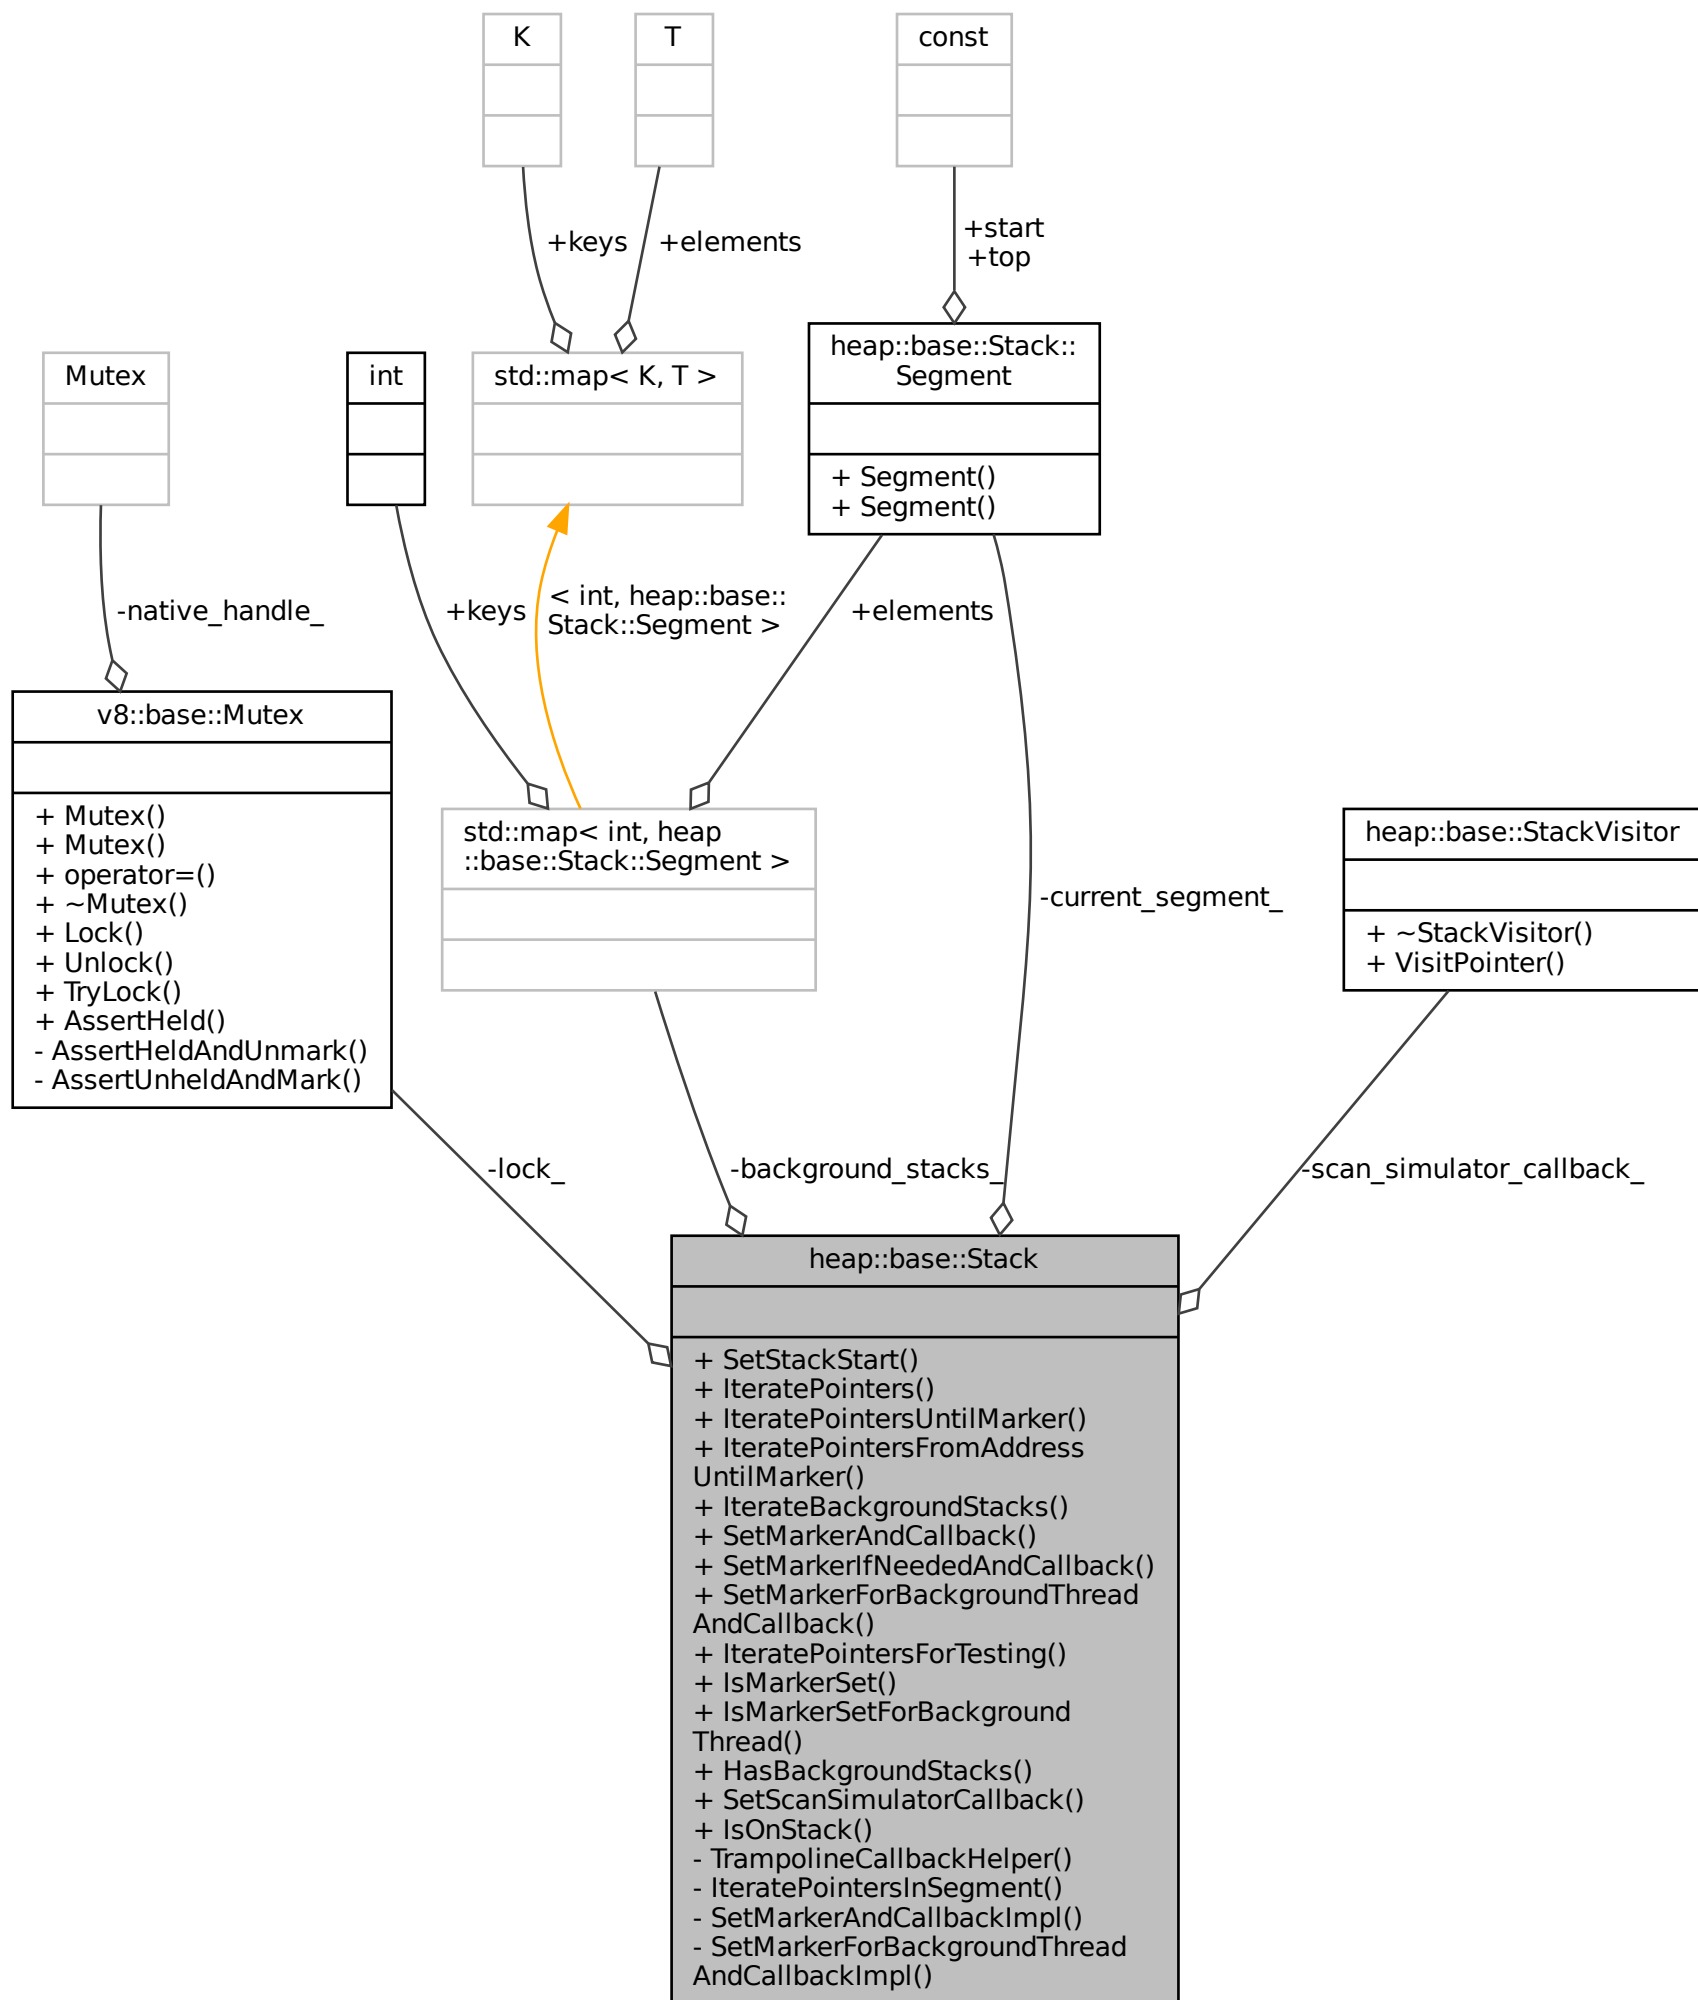 K
T
const
+keys
+elements
+start
+top
Mutex
int
std::map< K, T >
heap::base::Stack::
Segment
+ Segment()
+ Segment()
-native_handle_
+keys
< int, heap::base::
Stack::Segment >
+elements
v8::base::Mutex
+ Mutex()
+ Mutex()
+ operator=()
+ ~Mutex()
+ Lock()
+ Unlock()
+ TryLock()
+ AssertHeld()
- AssertHeldAndUnmark()
- AssertUnheldAndMark()
std::map< int, heap
::base::Stack::Segment >
-current_segment_
heap::base::StackVisitor
+ ~StackVisitor()
+ VisitPointer()
-lock_
-background_stacks_
-scan_simulator_callback_
heap::base::Stack
+ SetStackStart()
+ IteratePointers()
+ IteratePointersUntilMarker()
+ IteratePointersFromAddress
UntilMarker()
+ IterateBackgroundStacks()
+ SetMarkerAndCallback()
+ SetMarkerIfNeededAndCallback()
+ SetMarkerForBackgroundThread
AndCallback()
+ IteratePointersForTesting()
+ IsMarkerSet()
+ IsMarkerSetForBackground
Thread()
+ HasBackgroundStacks()
+ SetScanSimulatorCallback()
+ IsOnStack()
- TrampolineCallbackHelper()
- IteratePointersInSegment()
- SetMarkerAndCallbackImpl()
- SetMarkerForBackgroundThread
AndCallbackImpl()